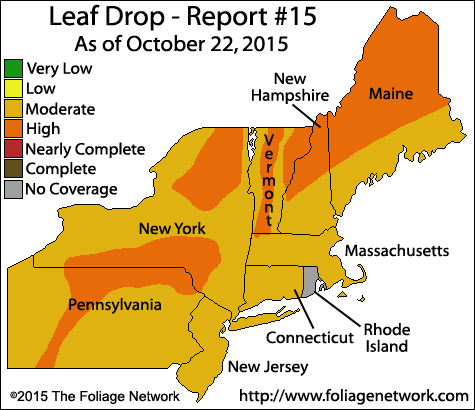 Leaf Drop - Report #15
As of October 22, 2015
Very Low
Low
Moderate
High
Nearly Complete
Complete
No Coverage
New
Hampshire
Maine
Vermont
New York
Massachusetts
Pennsylvania
Connecticut
Rhode
Island
New Jersey
©2015 The Foliage Network
http://www.foliagenetwork.com